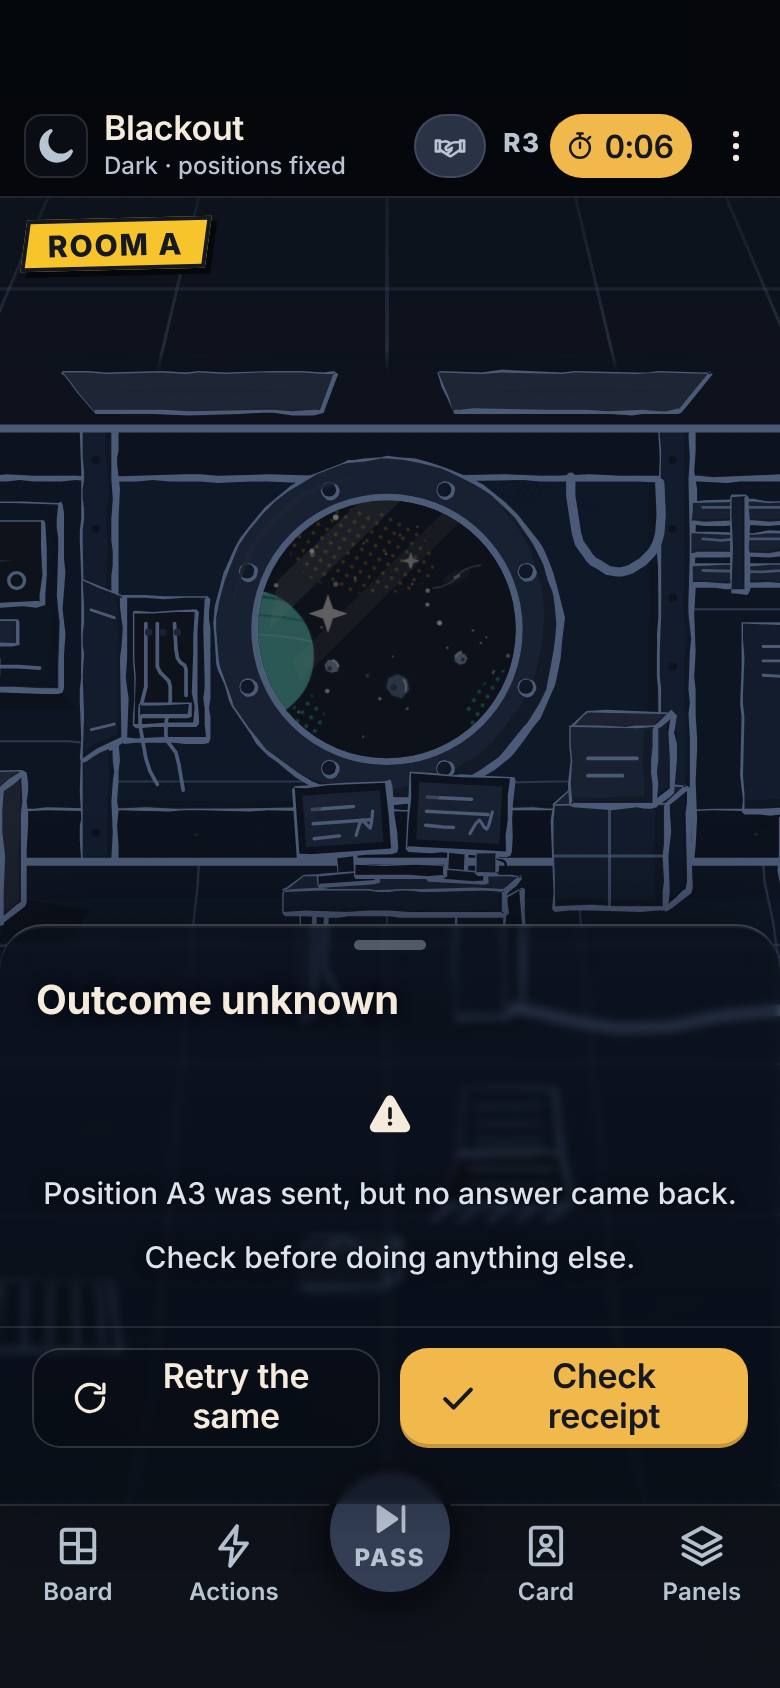 Blackout
Dark · positions fixed
R3
0:06
ROOM A
Outcome unknown
Position A3 was sent, but no answer came back.
Check before doing anything else.
Retry the
same
Check
receipt
PASS
Board
Actions
Card
Panels